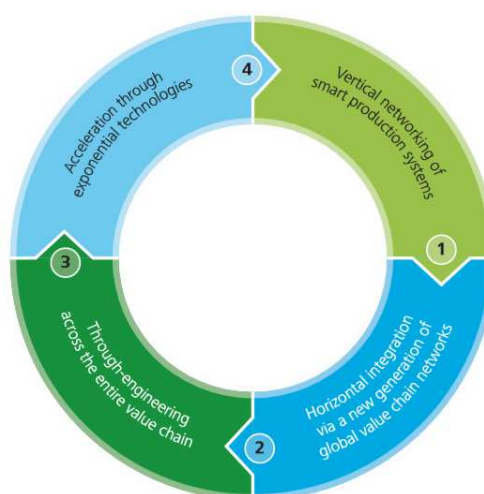 Vertical networking of
smart production systems
1
Horizontal integration
via a new generation of
global value chain networks
2
Through-engineering
across the entire value chain
3
Acceleration through
exponential technologies
4